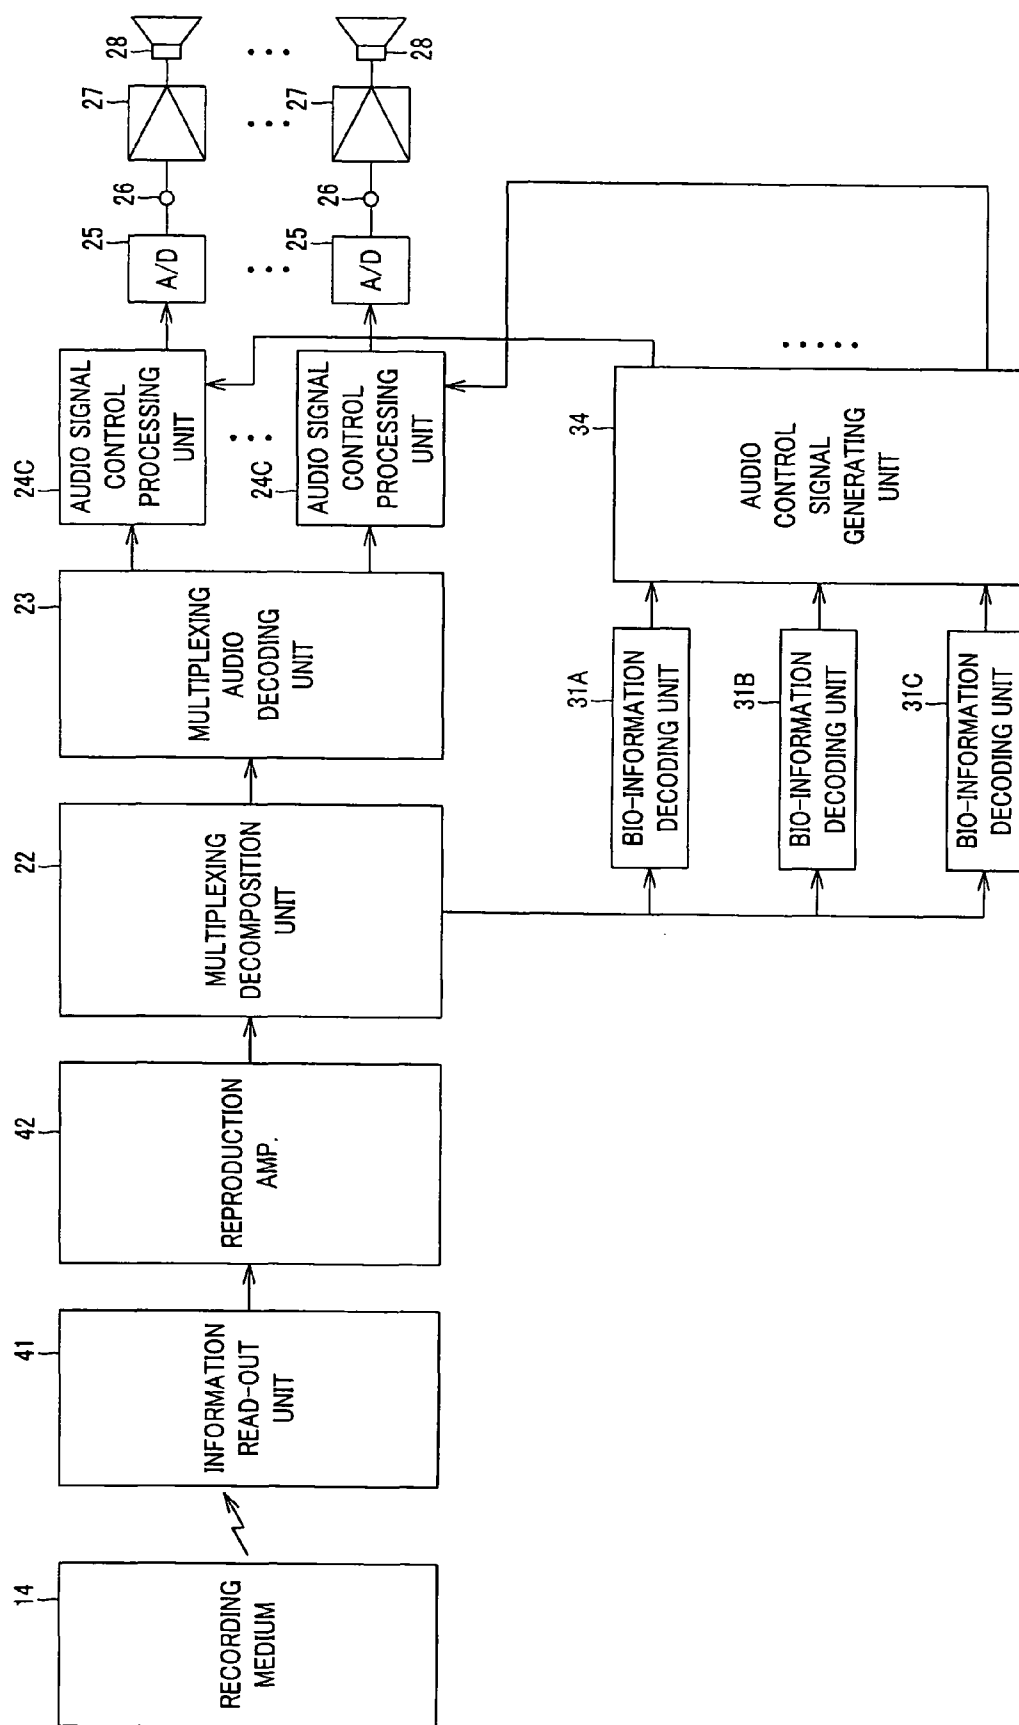 14
RECORDING
MEDIUM
41
INFORMATION
READ-OUT
UNIT
42
REPRODUCTION
AMP.
22
MULTIPLEXING
DECOMPOSITION
UNIT
23
MULTIPLEXING
AUDIO
DECODING
UNIT
24C
AUDIO SIGNAL
CONTROL
PROCESSING
UNIT
25
A/D
26
27
28
24C
AUDIO SIGNAL
CONTROL
PROCESSING
UNIT
25
A/D
26
27
28
31A
BIO-INFORMATION
DECODING UNIT
31B
BIO-INFORMATION
DECODING UNIT
31C
BIO-INFORMATION
DECODING UNIT
34
AUDIO
CONTROL
SIGNAL
GENERATING
UNIT